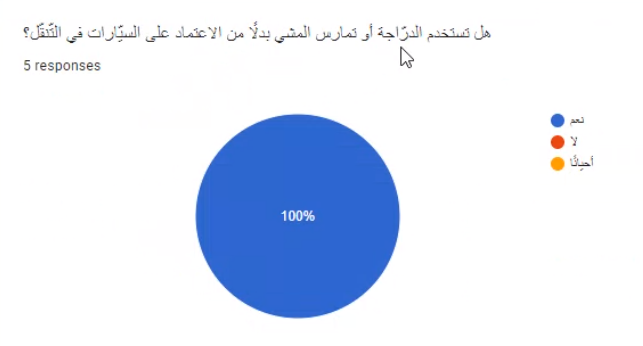 هل تستخدم الدرّاجة أو تمارس المشي بدلًا من الاعتماد على السيّارات في التّنقّل؟
5 responses
نعم
لا
أحيانًا
100%